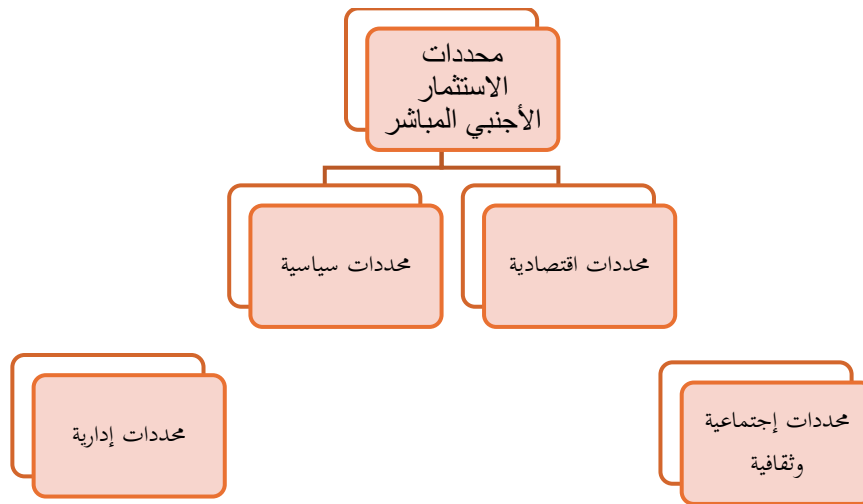 محددات
الاستثمار
الأجنبي المباشر
محددات اقتصادية
محددات سياسية
محددات إجتماعية
وثقافية
محددات إدارية